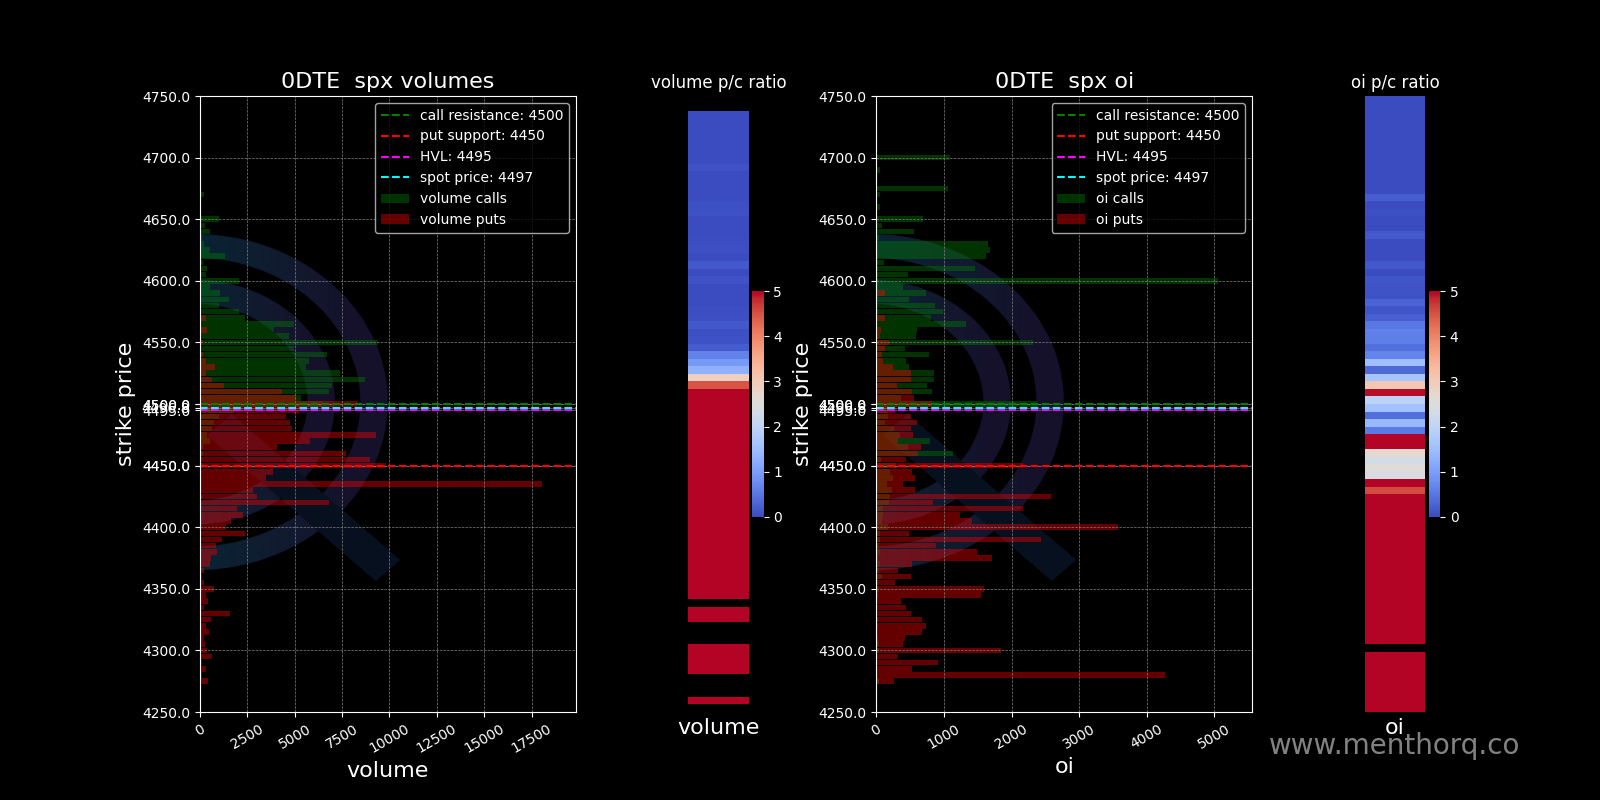 0DTE  spx volumes
4750.0
4700.0
4650.0
4600.0
4550.0
4500.0
4495.0
4450.0
4400.0
4350.0
4300.0
4250.0
strike price
call resistance: 4500
put support: 4450
HVL: 4495
spot price: 4497
volume calls
volume puts
0
2500
5000
7500
10000
12500
15000
17500
volume
volume p/c ratio
5
4
3
2
1
0
volume
0DTE  spx oi
4750.0
4700.0
4650.0
4600.0
4550.0
4500.0
4495.0
4450.0
4400.0
4350.0
4300.0
4250.0
strike price
call resistance: 4500
put support: 4450
HVL: 4495
spot price: 4497
oi calls
oi puts
0
1000
2000
3000
4000
5000
oi
oi p/c ratio
5
4
3
2
1
0
oi
www.menthorq.co